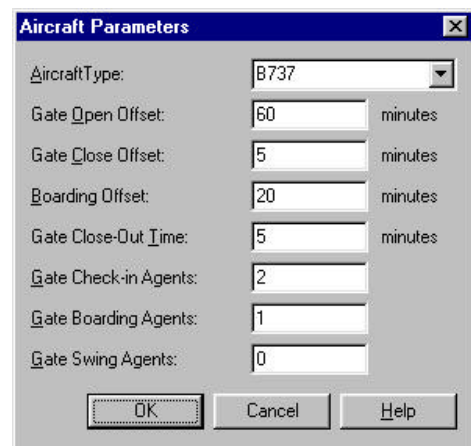 Aircraft Parameters
AircraftType: B737
Gate Open Offset: 60 minutes
Gate Close Offset: 5 minutes
Boarding Offset: 20 minutes
Gate Close-Out Time: 5 minutes
Gate Check-in Agents: 2
Gate Boarding Agents: 1
Gate Swing Agents: 0
OK Cancel Help